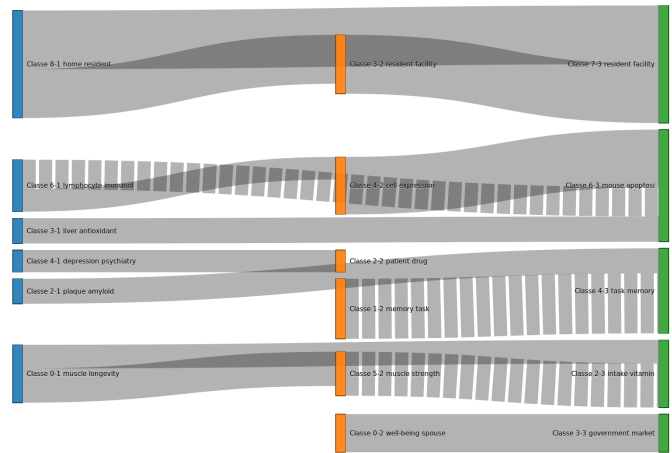 Classe 8-1 home resident
Classe 3-2 resident facility
Classe 7-3 resident facility
Classe 6-1 lymphocyte immunol
Classe 4-2 cell expression
Classe 6-3 mouse apoptosi
Classe 3-1 liver antioxidant
Classe 4-1 depression psychiatry
Classe 2-2 patient drug
Classe 2-1 plaque amyloid
Classe 4-3 task memory
Classe 1-2 memory task
Classe 0-1 muscle longevity
Classe 5-2 muscle strength
Classe 2-3 intake vitamin
Classe 0-2 well-being spouse
Classe 3-3 government market